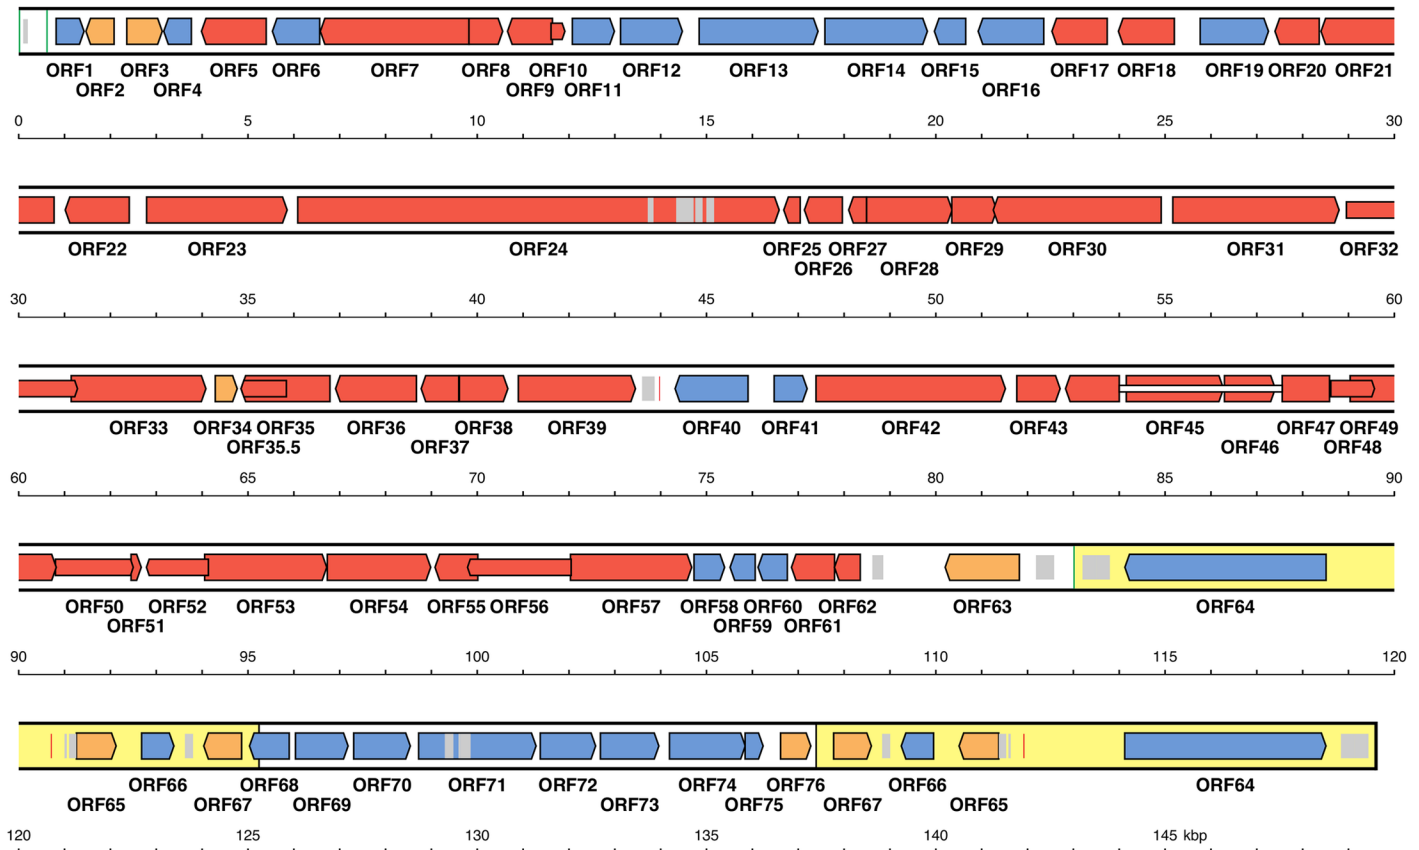 ORF1 ORF3 ORF5 ORF6 ORF7 ORF8 ORF10 ORF12 ORF13 ORF14 ORF15 ORF17 ORF18 ORF19 ORF20 ORF21
ORF2 ORF4 ORF9 ORF11 ORF16
0 5 10 15 20 25 30
ORF22 ORF23 ORF24 ORF25 ORF27 ORF29 ORF30 ORF31 ORF32
ORF26 ORF28
30 35 40 45 50 55 60
ORF33 ORF34 ORF35 ORF36 ORF38 ORF39 ORF40 ORF41 ORF42 ORF43 ORF45 ORF47 ORF49
ORF35.5 ORF37 ORF46 ORF48
60 65 70 75 80 85 90
ORF50 ORF52 ORF53 ORF54 ORF55 ORF56 ORF57 ORF58 ORF60 ORF62 ORF63 ORF64
ORF51 ORF59 ORF61
90 95 100 105 110 115 120
ORF66 ORF68 ORF70 ORF71 ORF72 ORF74 ORF76 ORF66 ORF64
ORF65 ORF67 ORF69 ORF73 ORF75 ORF67 ORF65
120 125 130 135 140 145 kbp